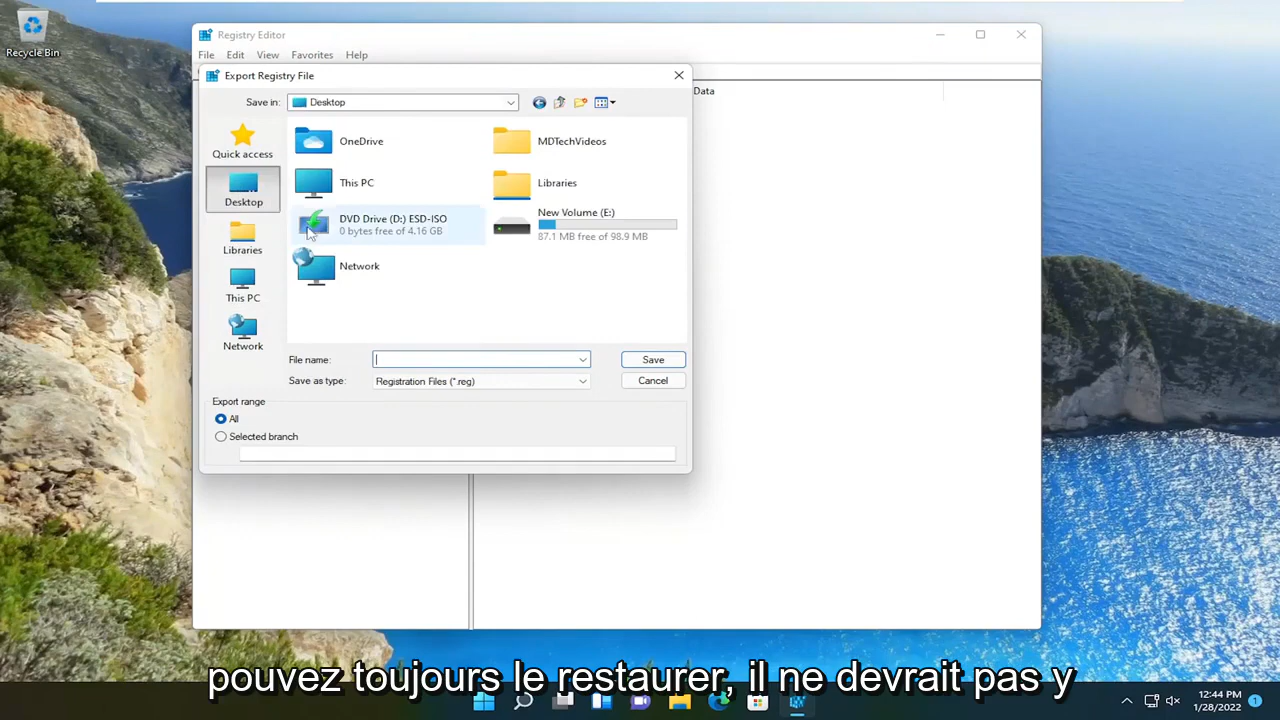 Recycle Bin
Registry Editor
File Edit View Favorites Help
Export Registry File
Data
Save in: Desktop
Quick access
Desktop
Libraries
This PC
Network
OneDrive
MDTechVideos
This PC
Libraries
DVD Drive (D:) ESD-ISO
0 bytes free of 4.16 GB
New Volume (E:)
87.1 MB free of 98.9 MB
Network
File name:
Save
Save as type: Registration Files (*.reg)
Cancel
Export range
All
Selected branch
pouvez toujours le restaurer, il ne devrait pas y
12:44 PM
1/28/2022
1